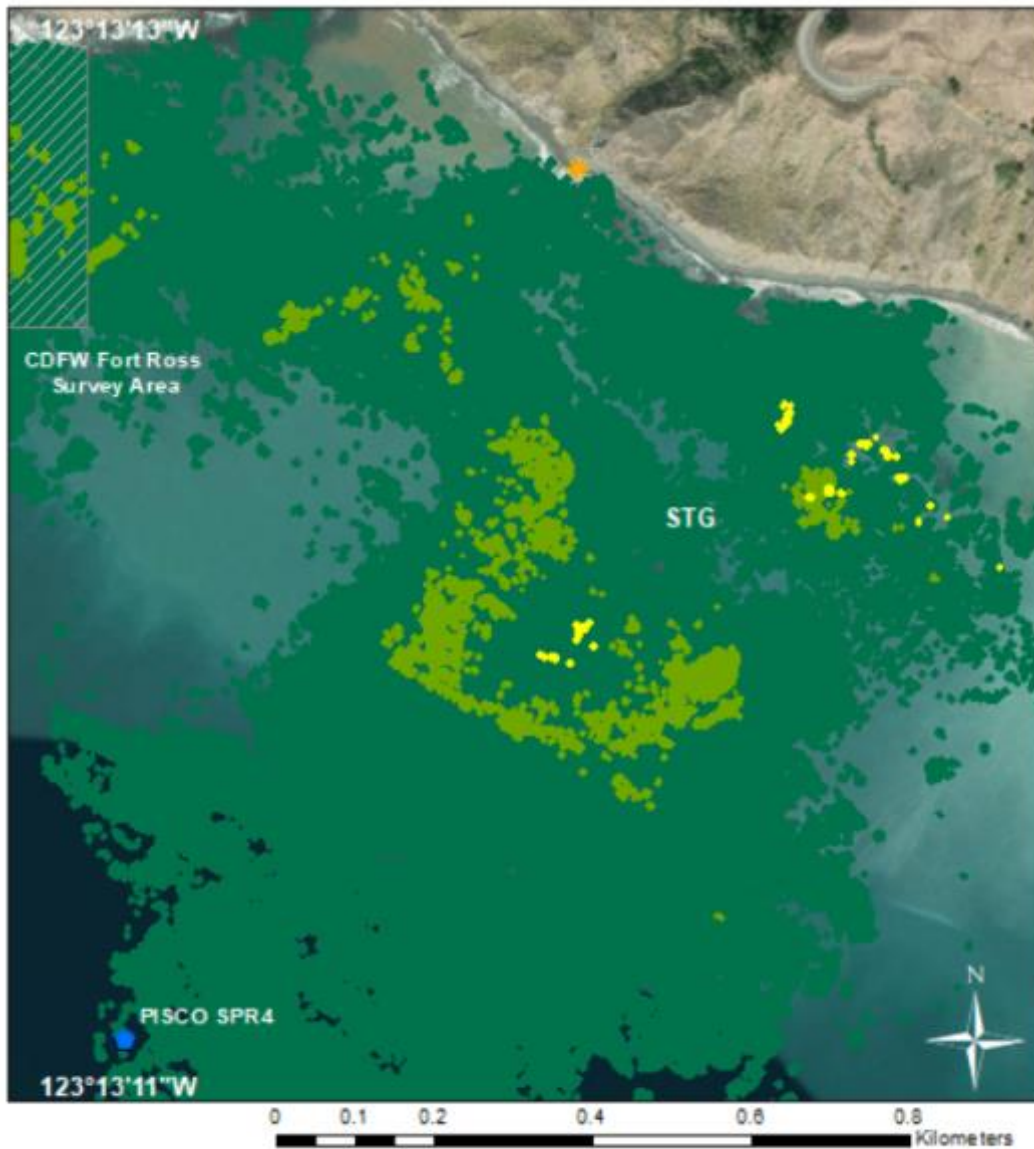 123°13'13"W
CDFW Fort Ross
Survey Area
STG
PISCO SPR4
N
123°13'11"W
0 0.1 0.2 0.4 0.6 0.8
Kilometers